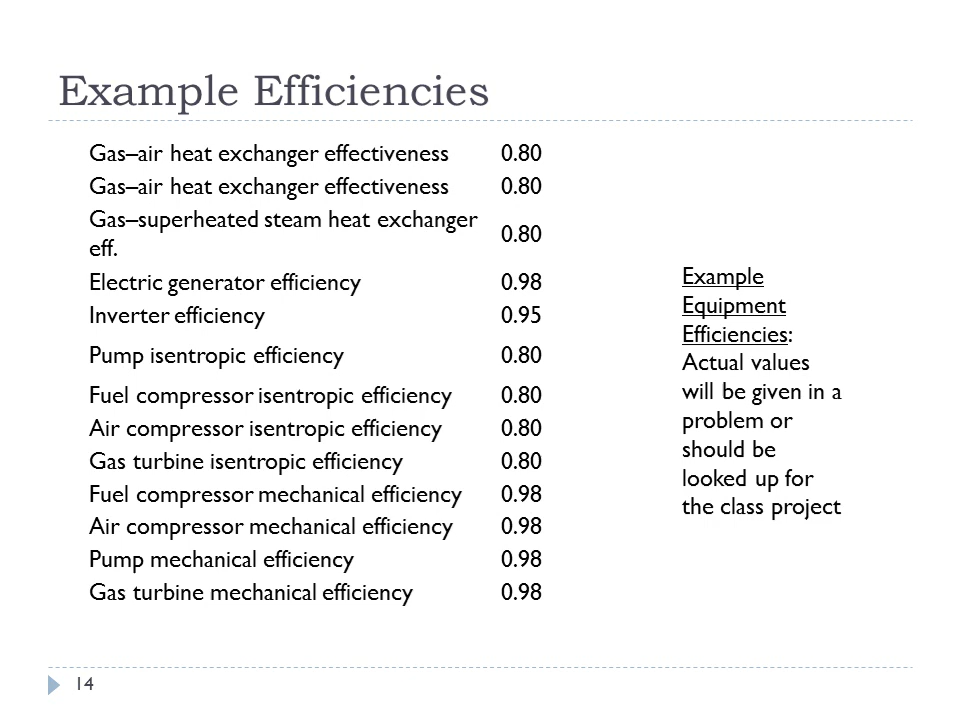 Example Efficiencies
Gas–air heat exchanger effectiveness 0.80
Gas–air heat exchanger effectiveness 0.80
Gas–superheated steam heat exchanger
eff. 0.80
Electric generator efficiency 0.98
Inverter efficiency 0.95
Pump isentropic efficiency 0.80
Fuel compressor isentropic efficiency 0.80
Air compressor isentropic efficiency 0.80
Gas turbine isentropic efficiency 0.80
Fuel compressor mechanical efficiency 0.98
Air compressor mechanical efficiency 0.98
Pump mechanical efficiency 0.98
Gas turbine mechanical efficiency 0.98
Example
Equipment
Efficiencies:
Actual values
will be given in a
problem or
should be
looked up for
the class project
14